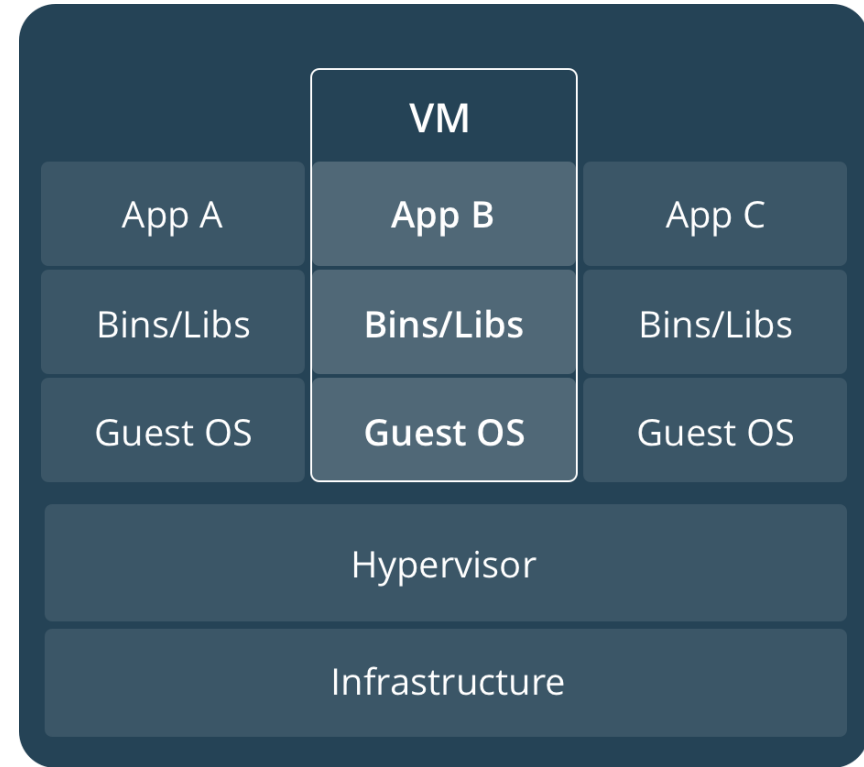 VM
App A App B App C
Bins/Libs Bins/Libs Bins/Libs
Guest OS Guest OS Guest OS
Hypervisor
Infrastructure